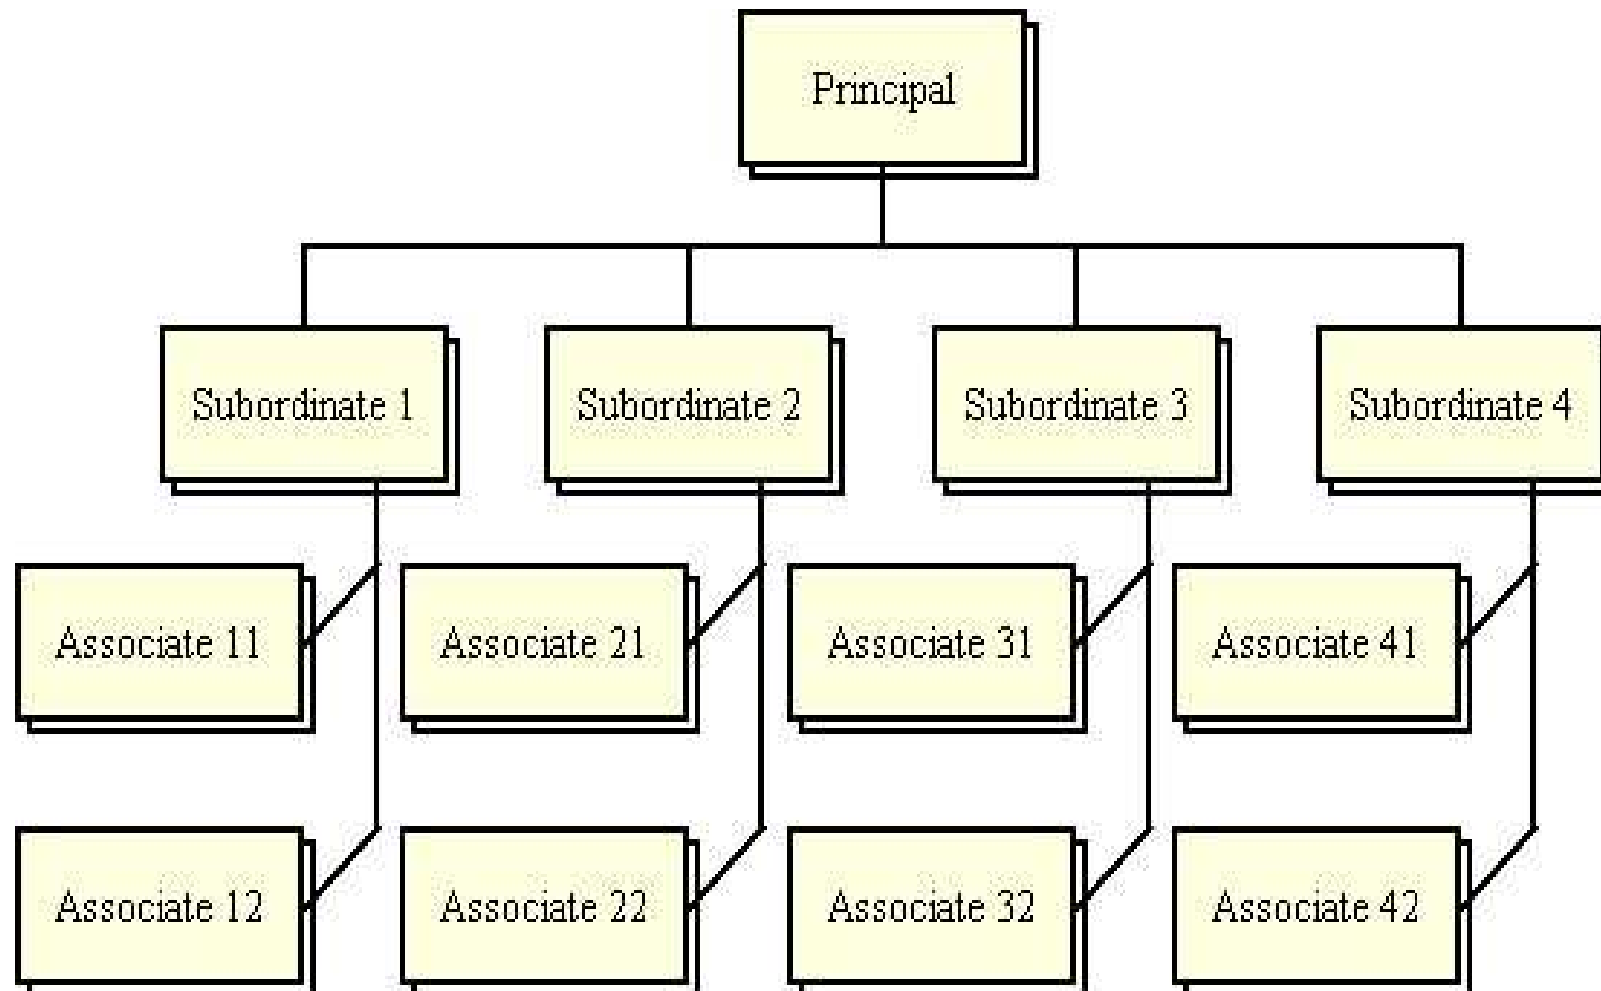 Principal
Subordinate 1
Subordinate 2
Subordinate 3
Subordinate 4
Associate 11
Associate 21
Associate 31
Associate 41
Associate 12
Associate 22
Associate 32
Associate 42